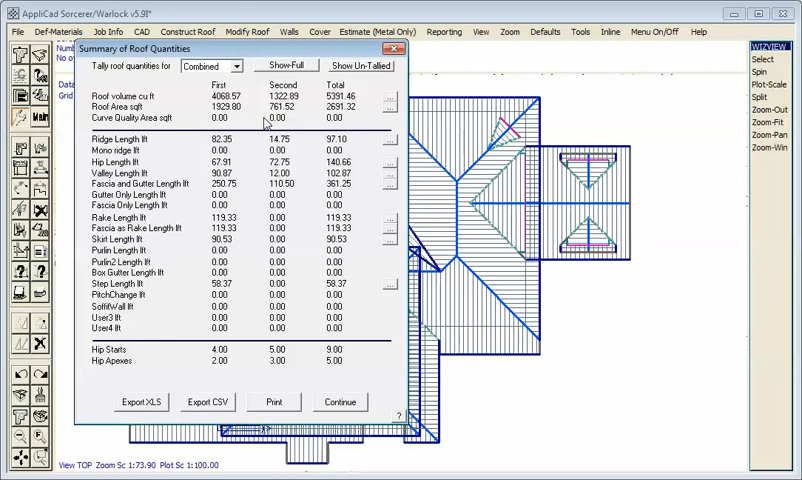 AppliCad Sorcerer/Warlock v5.9I*
File Def-Materials Job CAD Construct Roof Modify Roof Walls Cover Estimate (Metal Only) Reporting View Zoom Defaults Tools Inline Menu On/Off Help
Summary of Roof Quantities
Tally roof quantities for Combined Show-Full Show Un-Tallied
First Second Total
Roof volume cu ft 4068.57 1322.89 5391.46 ...
Roof Area sqft 1929.80 761.52 2691.32 ...
Curve Quality Area sqft 0.00 0.00 0.00
Ridge Length lft 82.35 14.75 97.10 ...
Mono ridge lft 0.00 0.00 0.00
Hip Length lft 67.91 72.75 140.66 ...
Valley Length lft 90.87 12.00 102.87 ...
Fascia and Gutter Length lft 250.75 110.50 361.25 ...
Gutter Only Length lft 0.00 0.00 0.00
Fascia Only Length lft 0.00 0.00 0.00
Rake Length lft 119.33 0.00 119.33 ...
Fascia as Rake Length lft 119.33 0.00 119.33 ...
Skirt Length lft 90.53 0.00 90.53 ...
Purlin Length lft 0.00 0.00 0.00
Purlin2 Length lft 0.00 0.00 0.00
Box Gutter Length lft 0.00 0.00 0.00
Step Length lft 58.37 0.00 58.37 ...
PitchChange lft 0.00 0.00 0.00
SoffitWall lft 0.00 0.00 0.00
User3 lft 0.00 0.00 0.00
User4 lft 0.00 0.00 0.00
Hip Starts 4.00 5.00 9.00
Hip Apexes 2.00 3.00 5.00
Export XLS Export CSV Print Continue
?
Main
WIZVIEW
Select
Spin
Plot-Scale
Split
Zoom-Fit
Zoom-Pan
Zoom-Win
View TOP Zoom Sc 1:73.90 Plot Sc 1:100.00